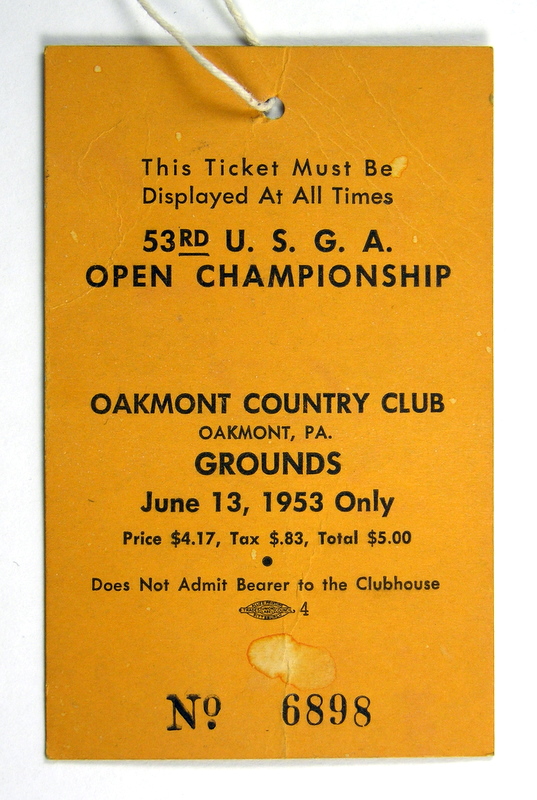 This Ticket Must Be
Displayed At All Times
53RD U. S. G. A.
OPEN CHAMPIONSHIP
OAKMONT COUNTRY CLUB
OAKMONT, PA.
GROUNDS
June 13, 1953 Only
Price $4.17, Tax $.83, Total $5.00
Does Not Admit Bearer to the Clubhouse
4
Nº 6898